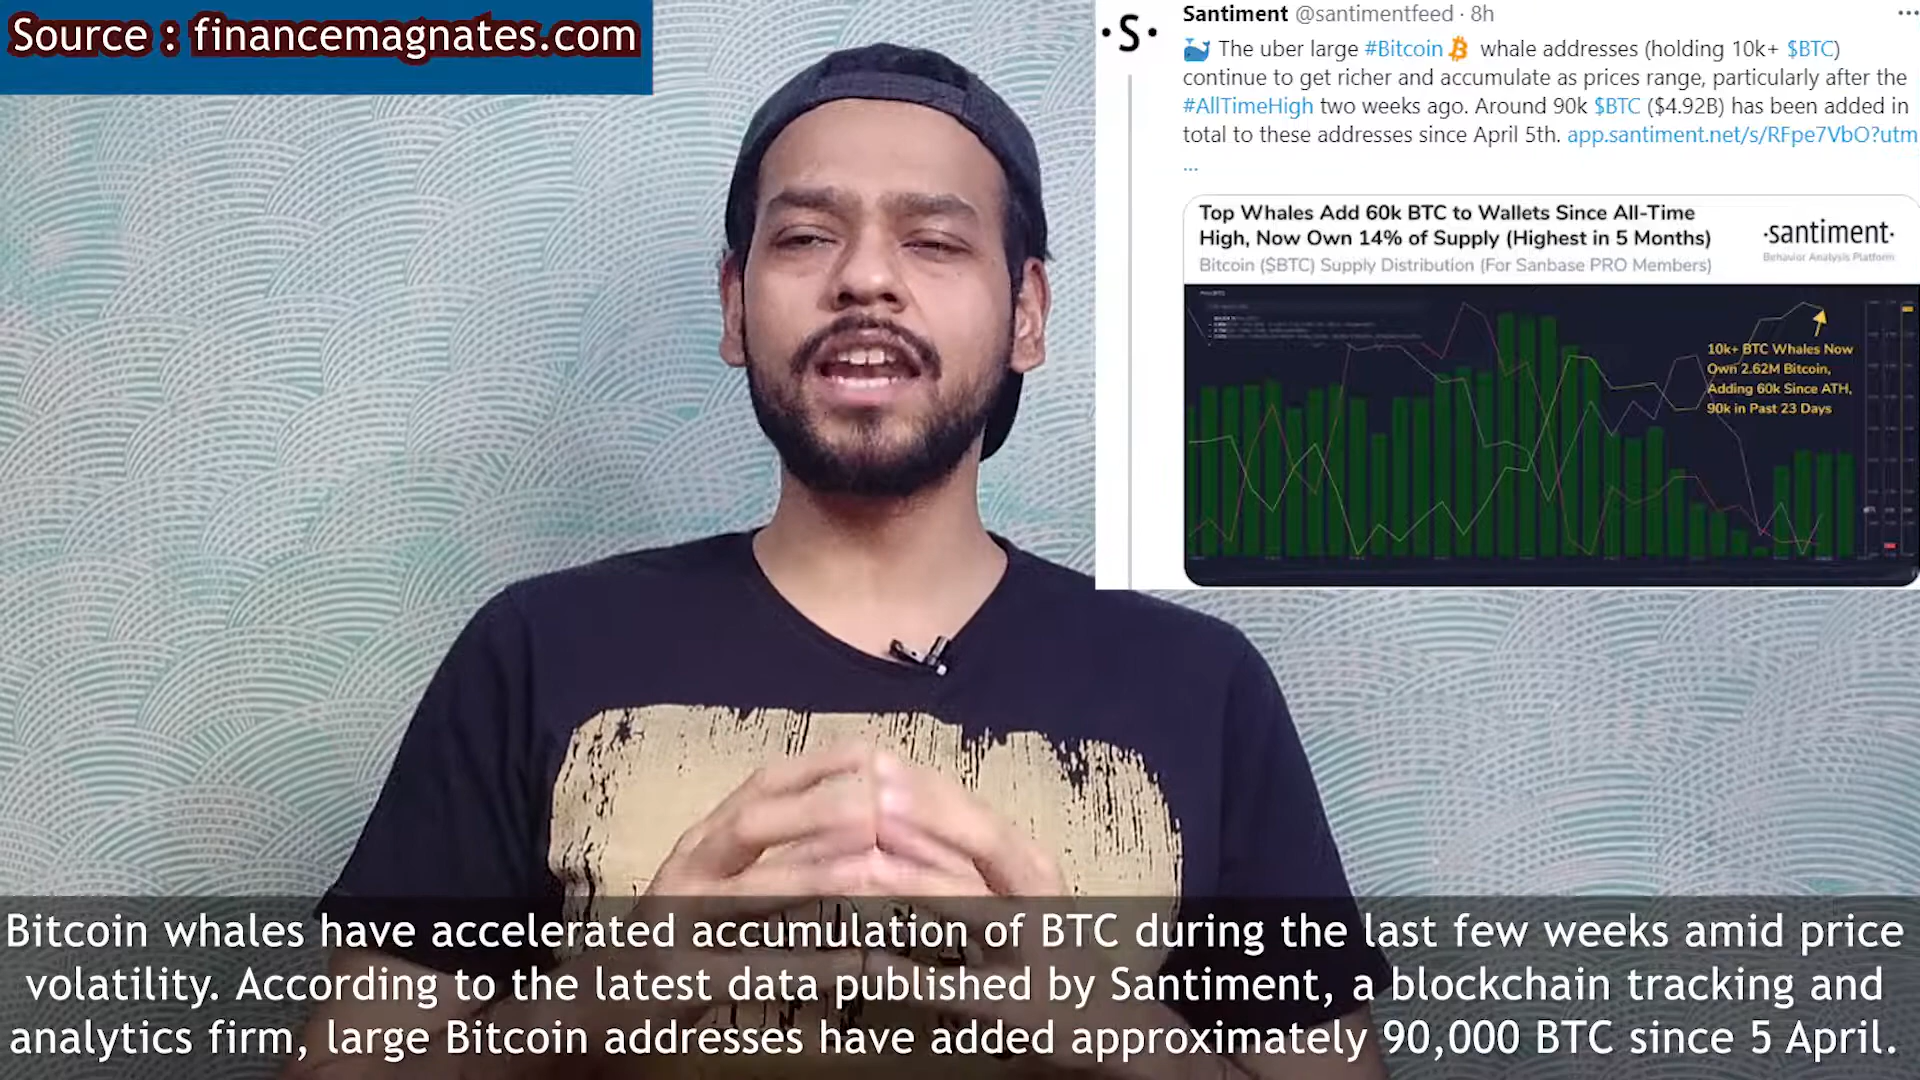 Source : financemagnates.com
·S·
Santiment @santimentfeed · 8h
🐳 The uber large #Bitcoin ₿ whale addresses (holding 10k+ $BTC)
continue to get richer and accumulate as prices range, particularly after the
#AllTimeHigh two weeks ago. Around 90k $BTC ($4.92B) has been added in
total to these addresses since April 5th. app.santiment.net/s/RFpe7VbO?utm
...
Top Whales Add 60k BTC to Wallets Since All-Time
High, Now Own 14% of Supply (Highest in 5 Months)
Bitcoin ($BTC) Supply Distribution (For Sanbase PRO Members)
·santiment·
Behavior Analysis Platform
10k+ BTC Whales Now
Own 2.62M Bitcoin,
Adding 60k Since ATH,
90k in Past 23 Days
Bitcoin whales have accelerated accumulation of BTC during the last few weeks amid price
volatility. According to the latest data published by Santiment, a blockchain tracking and
analytics firm, large Bitcoin addresses have added approximately 90,000 BTC since 5 April.